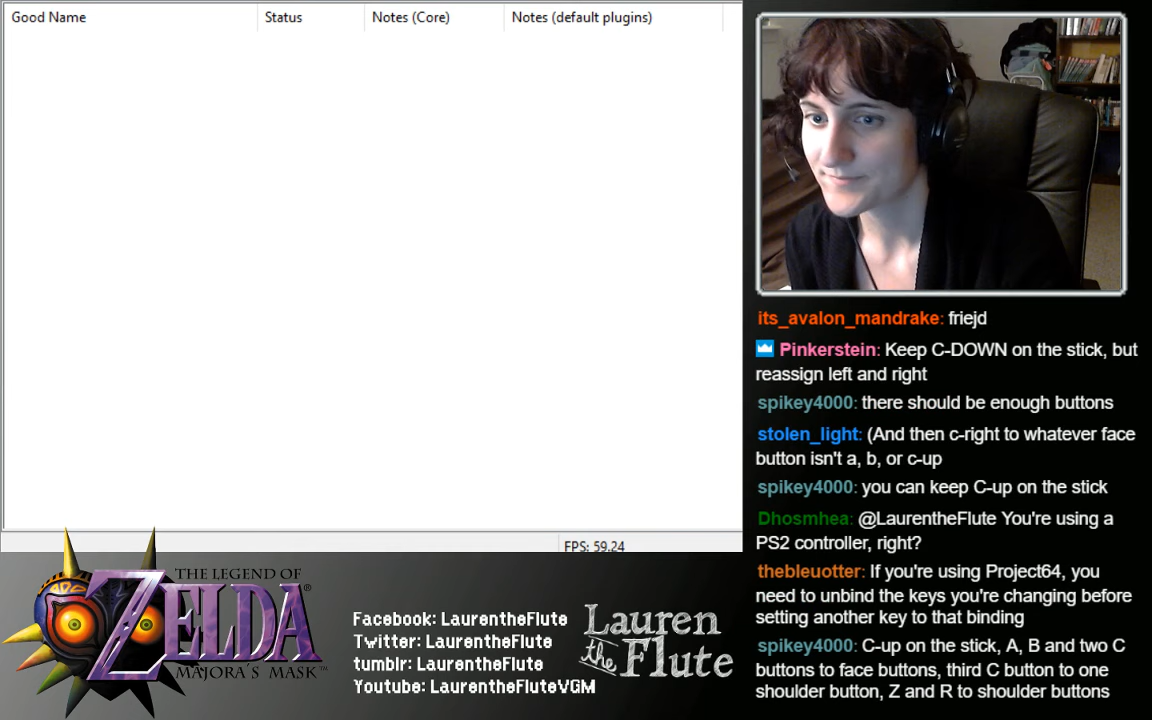 Good Name Status Notes (Core) Notes (default plugins)
its_avalon_mandrake: friejd
Pinkerstein: Keep C-DOWN on the stick, but
reassign left and right
spikey4000: there should be enough buttons
stolen_light: (And then c-right to whatever face
button isn't a, b, or c-up
spikey4000: you can keep C-up on the stick
Dhosmhea: @LaurentheFlute You're using a
PS2 controller, right?
thebleuotter: If you're using Project64, you
need to unbind the keys you're changing before
setting another key to that binding
spikey4000: C-up on the stick, A, B and two C
buttons to face buttons, third C button to one
shoulder button, Z and R to shoulder buttons
FPS: 59.24
THE LEGEND OF
ZELDA®
MAJORA'S MASK™
Facebook: LaurentheFlute
Twitter: LaurentheFlute
tumblr: LaurentheFlute
Youtube: LaurentheFluteVGM
Lauren
the Flute